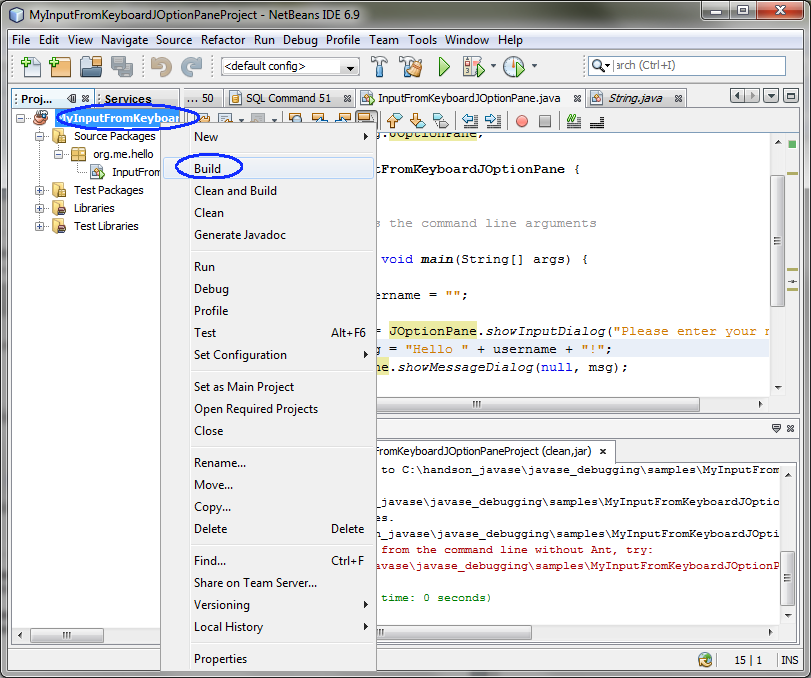 MyInputFromKeyboardJOptionPaneProject - NetBeans IDE 6.9
File Edit View Navigate Source Refactor Run Debug Profile Team Tools Window Help
<default config>
arch (Ctrl+I)
Proj... Services ... 50 SQL Command 51 InputFromKeyboardJOptionPane.java String.java
MyInputFromKeyboar
Source Packages
org.me.hello
InputFrom
Test Packages
Libraries
Test Libraries
New
Build
Clean and Build
Clean
Generate Javadoc
Run
Debug
Profile
Test Alt+F6
Set Configuration
Set as Main Project
Open Required Projects
Close
Rename...
Move...
Copy...
Delete Delete
Find... Ctrl+F
Share on Team Server...
Versioning
Local History
Properties
g.JOptionPane;
tFromKeyboardJOptionPane {
s the command line arguments
void main(String[] args) {
ername = "";
= JOptionPane.showInputDialog("Please enter your n
g = "Hello " + username + "!";
ne.showMessageDialog(null, msg);
FromKeyboardJOptionPaneProject (clean,jar)
to C:\handson_javase\javase_debugging\samples\MyInputFrom
_javase\javase_debugging\samples\MyInputFromKeyboardJOptio
es.
on_javase\javase_debugging\samples\MyInputFromKeyboardJOpt
from the command line without Ant, try:
avase\javase_debugging\samples\MyInputFromKeyboardJOptionP
time: 0 seconds)
15 | 1 INS